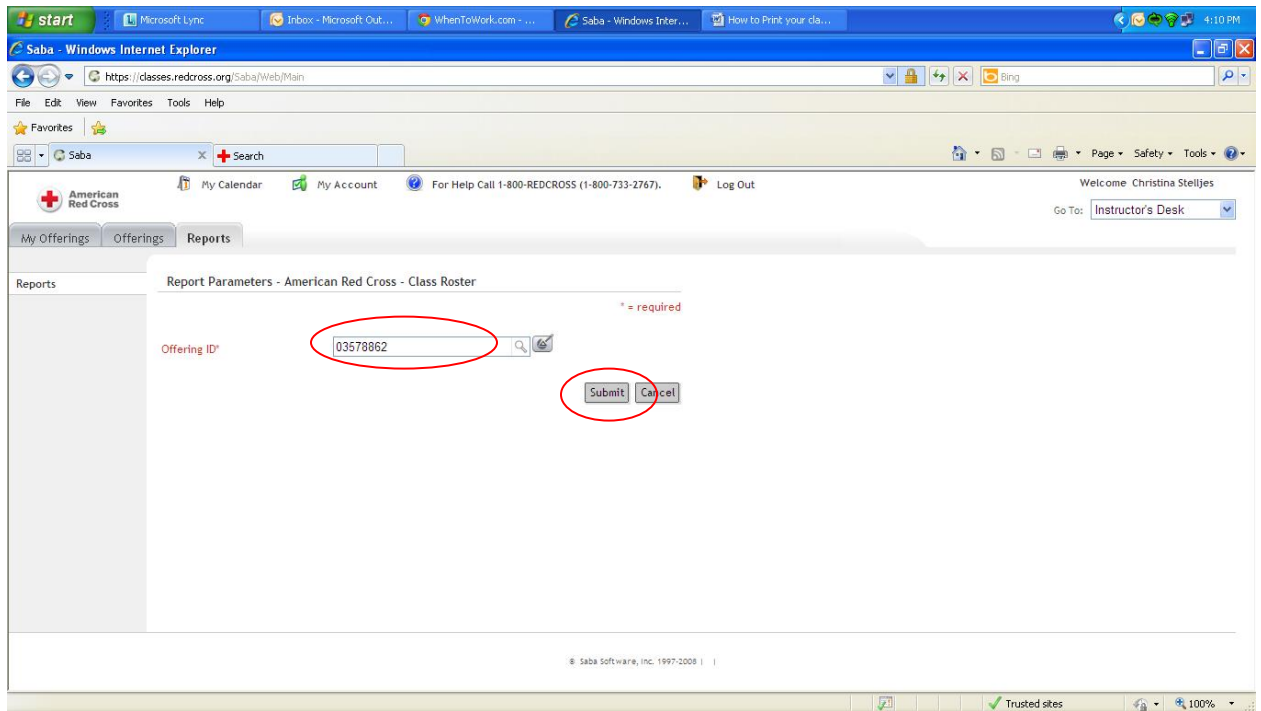 start Microsoft Lync Inbox - Microsoft Out... WhenToWork.com - ... Saba - Windows Inter... How to Print your cla... 4:10 PM
Saba - Windows Internet Explorer
https://classes.redcross.org/Saba/Web/Main Bing
File Edit View Favorites Tools Help
Favorites
Saba Search Page Safety Tools
American Red Cross My Calendar My Account For Help Call 1-800-REDCROSS (1-800-733-2767). Log Out Welcome Christina Stelljes
Go To: Instructor's Desk
My Offerings Offerings Reports
Reports Report Parameters - American Red Cross - Class Roster
* = required
Offering ID* 03578862
Submit Cancel
© Saba Software, Inc. 1997-2008 | |
Trusted sites 100%